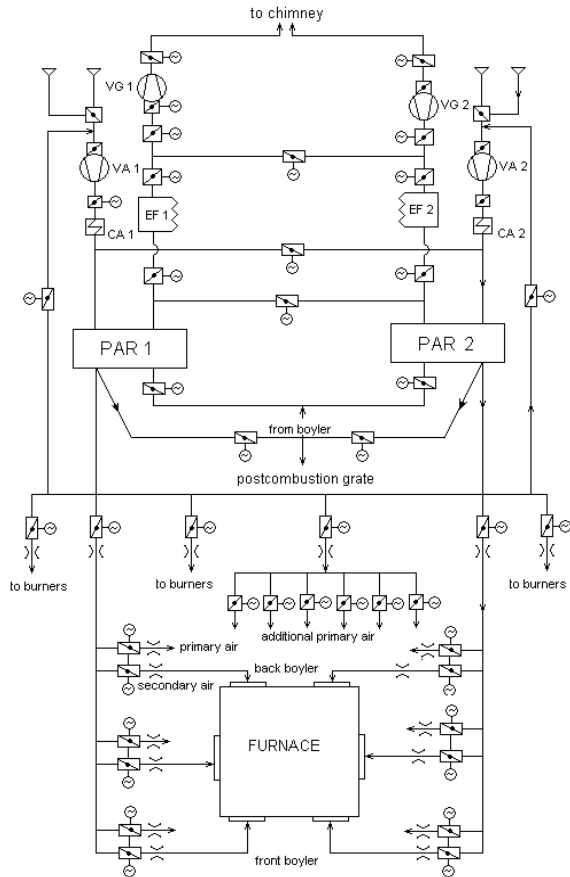 to chimney
VG 1
VG 2
VA 1
VA 2
EF 1
EF 2
CA 1
CA 2
PAR 1
PAR 2
from boyler
postcombustion grate
to burners
to burners
to burners
additional primary air
primary air
back boyler
secondary air
FURNACE
front boyler